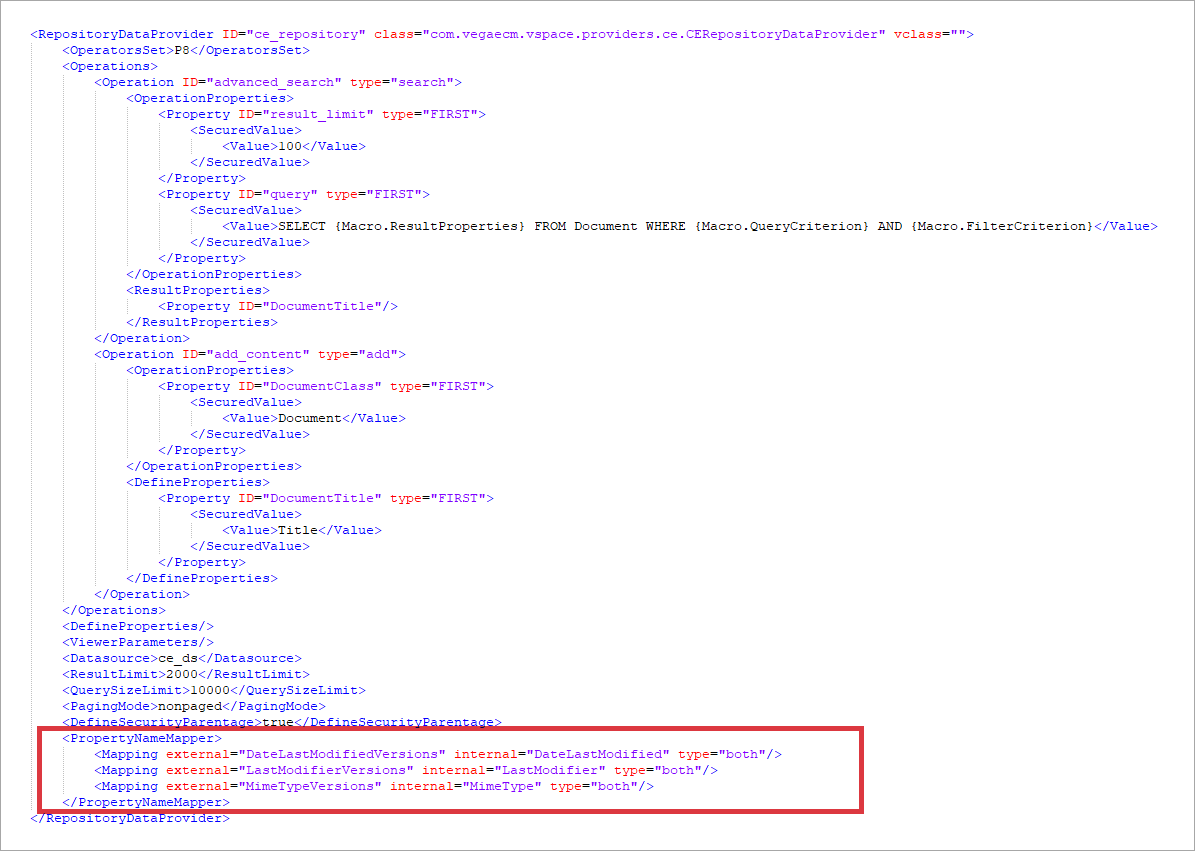 <RepositoryDataProvider ID="ce_repository" class="com.vegaecm.vspace.providers.ce.CERepositoryDataProvider" vclass="">
<OperatorsSet>P8</OperatorsSet>
<Operations>
<Operation ID="advanced_search" type="search">
<OperationProperties>
<Property ID="result_limit" type="FIRST">
<SecuredValue>
<Value>100</Value>
</SecuredValue>
</Property>
<Property ID="query" type="FIRST">
<SecuredValue>
<Value>SELECT {Macro.ResultProperties} FROM Document WHERE {Macro.QueryCriterion} AND {Macro.FilterCriterion}</Value>
</SecuredValue>
</Property>
</OperationProperties>
<ResultProperties>
<Property ID="DocumentTitle"/>
</ResultProperties>
</Operation>
<Operation ID="add_content" type="add">
<OperationProperties>
<Property ID="DocumentClass" type="FIRST">
<SecuredValue>
<Value>Document</Value>
</SecuredValue>
</Property>
</OperationProperties>
<DefineProperties>
<Property ID="DocumentTitle" type="FIRST">
<SecuredValue>
<Value>Title</Value>
</SecuredValue>
</Property>
</DefineProperties>
</Operation>
</Operations>
<DefineProperties/>
<ViewerParameters/>
<Datasource>ce_ds</Datasource>
<ResultLimit>2000</ResultLimit>
<QuerySizeLimit>10000</QuerySizeLimit>
<PagingMode>nonpaged</PagingMode>
<DefineSecurityParentage>true</DefineSecurityParentage>
<PropertyNameMapper>
<Mapping external="DateLastModifiedVersions" internal="DateLastModified" type="both"/>
<Mapping external="LastModifierVersions" internal="LastModifier" type="both"/>
<Mapping external="MimeTypeVersions" internal="MimeType" type="both"/>
</PropertyNameMapper>
</RepositoryDataProvider>